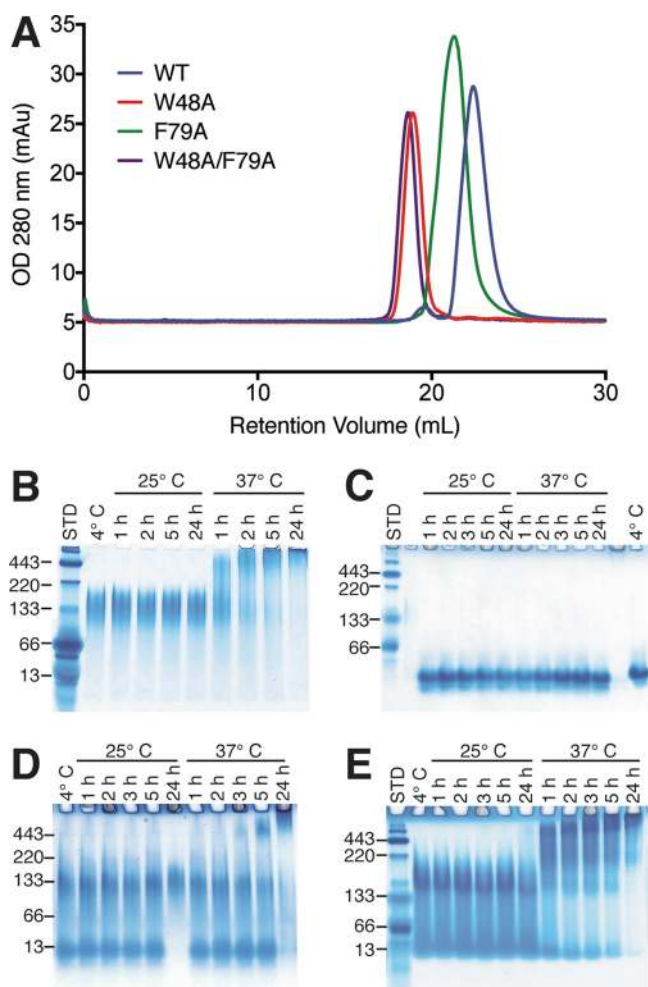 A
35
30
25
20
15
10
5
0
OD 280 nm (mAu)
WT
W48A
F79A
W48A/F79A
0 10 20 30
Retention Volume (mL)
B
25° C 37° C
STD 4° C 1 h 2 h 5 h 24 h 1 h 2 h 5 h 24 h
443
220
133
66
13
C
25° C 37° C
STD 1 h 2 h 3 h 5 h 24 h 1 h 2 h 3 h 5 h 24 h 4° C
443
220
133
66
D
25° C 37° C
4° C 1 h 2 h 3 h 5 h 24 h 1 h 2 h 3 h 5 h 24 h
443
220
133
66
13
E
25° C 37° C
STD 4° C 1 h 2 h 3 h 5 h 24 h 1 h 2 h 3 h 5 h 24 h
443
220
133
66
13